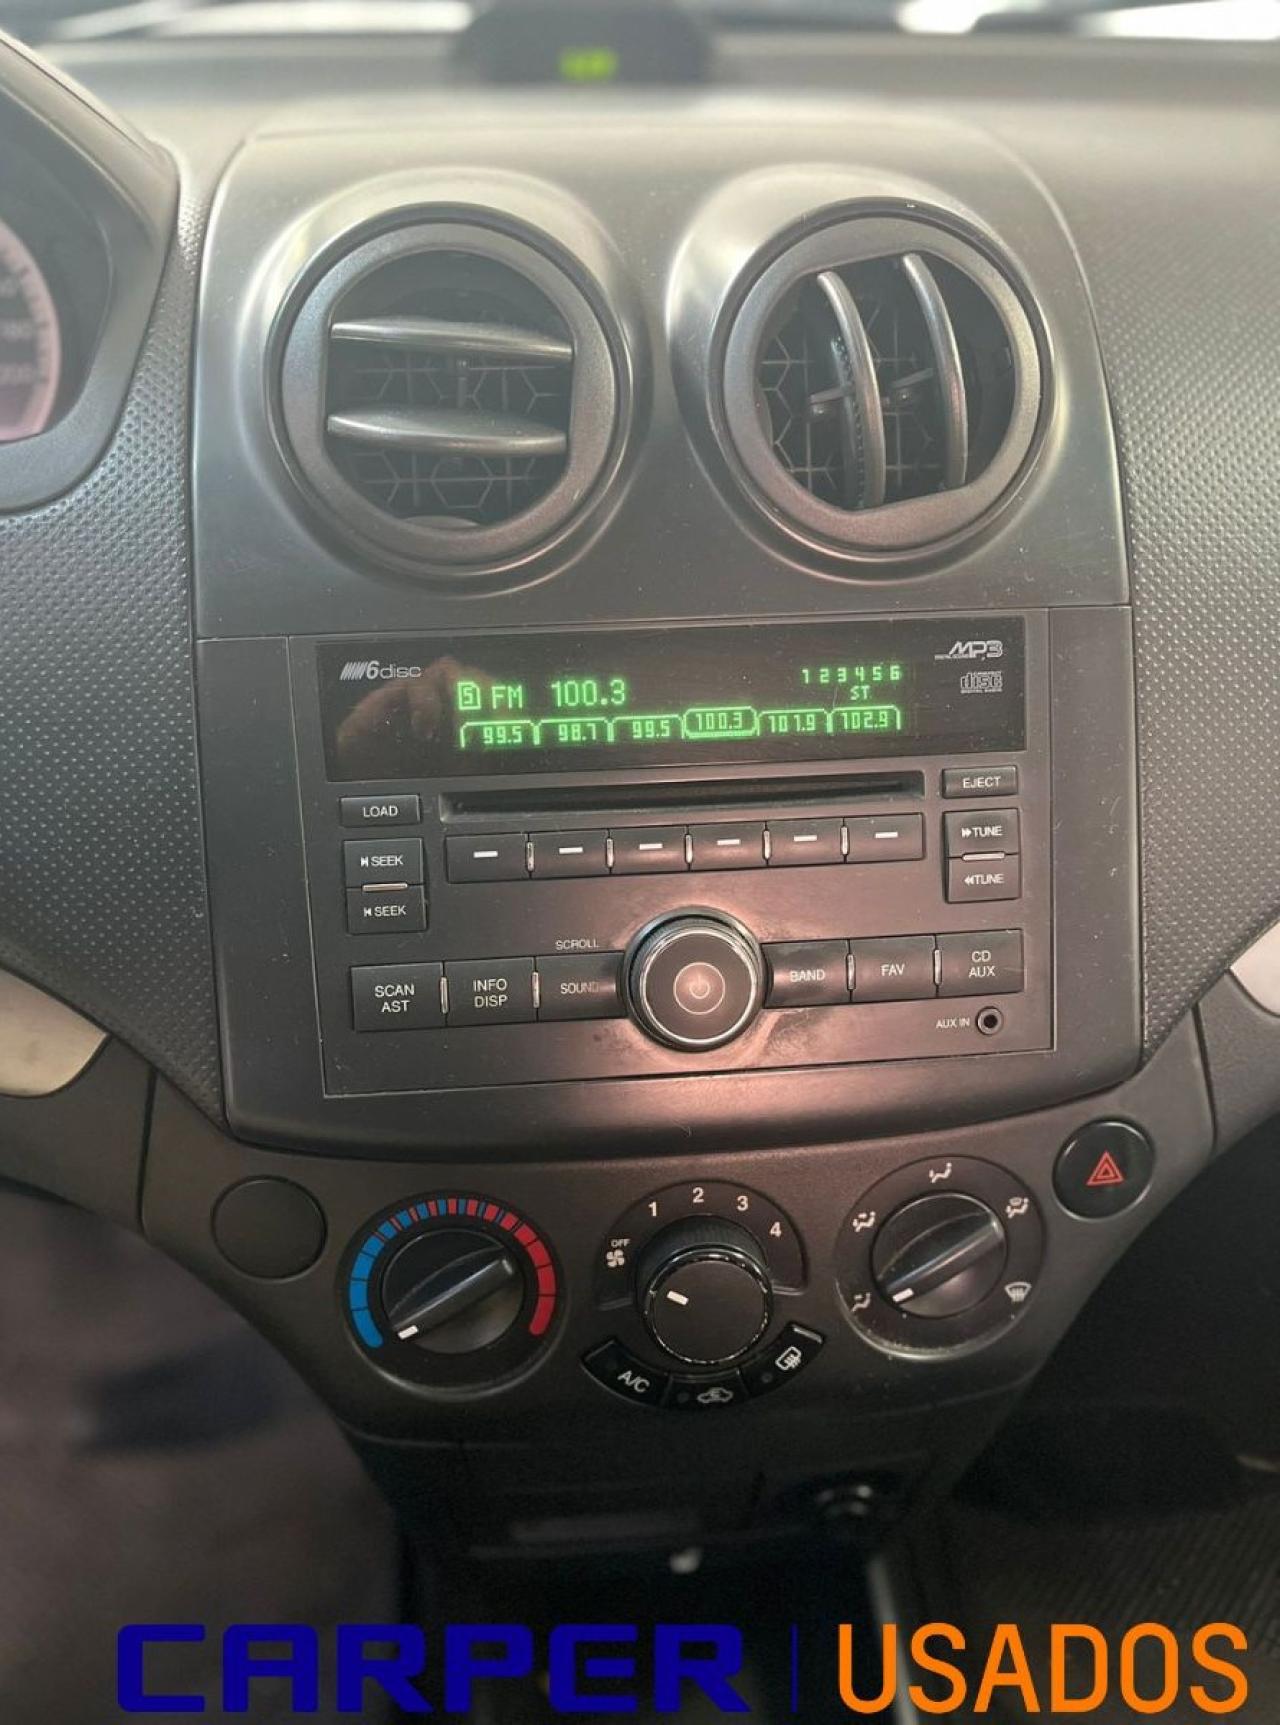 6disc
MP3
disc
1 2 3 4 5 6
ST.
5 FM 100.3
99.5 98.7 99.5 100.3 101.9 102.9
LOAD
EJECT
SEEK
TUNE
SEEK
TUNE
SCROLL
SCAN AST
INFO DISP
SOUND
BAND
FAV
CD AUX
AUX IN
OFF 1 2 3 4
A/C
CARPER | USADOS